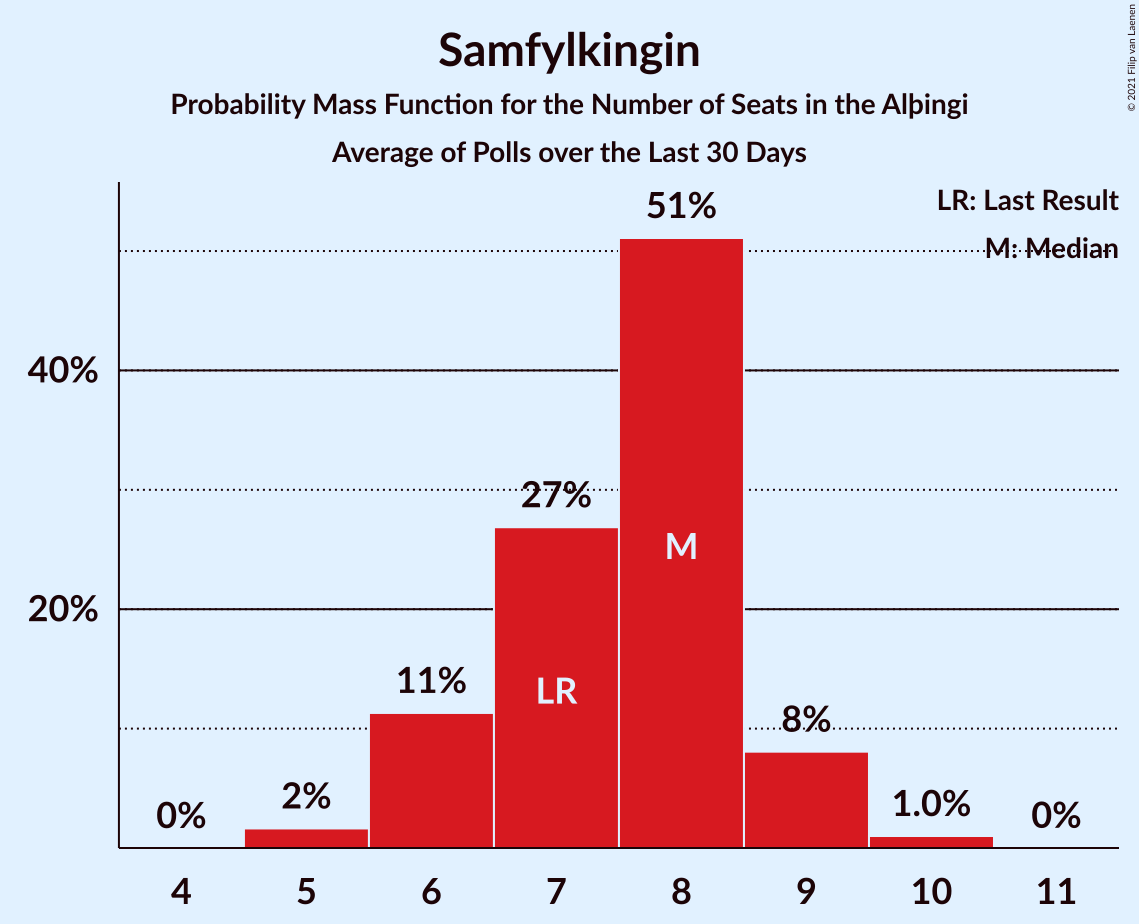 Samfylkingin
Probability Mass Function for the Number of Seats in the Alþingi
Average of Polls over the Last 30 Days
© 2021 Filip van Laenen
LR: Last Result
M: Median
51%
40%
27%
M
20%
11%
LR
8%
0%
2%
1.0%
0%
4 5 6 7 8 9 10 11